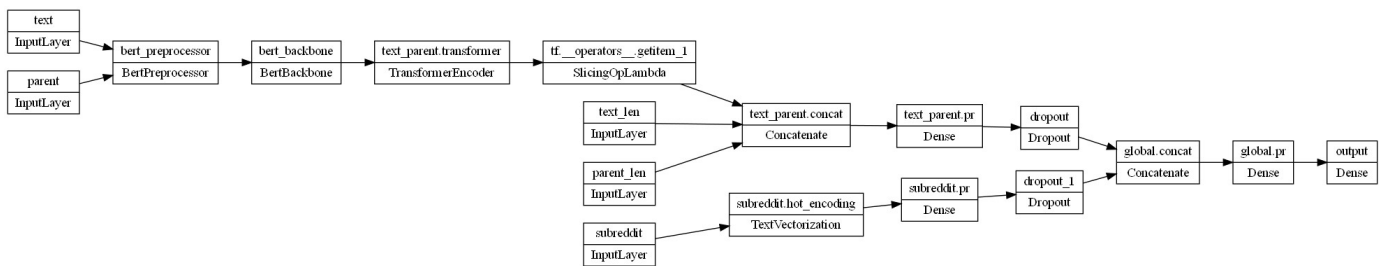 text
InputLayer
parent
InputLayer
bert_preprocessor
BertPreprocessor
bert_backbone
BertBackbone
text_parent.transformer
TransformerEncoder
tf.__operators__.getitem_1
SlicingOpLambda
text_len
InputLayer
parent_len
InputLayer
subreddit
InputLayer
text_parent.concat
Concatenate
subreddit.hot_encoding
TextVectorization
text_parent.pr
Dense
subreddit.pr
Dense
dropout
Dropout
dropout_1
Dropout
global.concat
Concatenate
global.pr
Dense
output
Dense